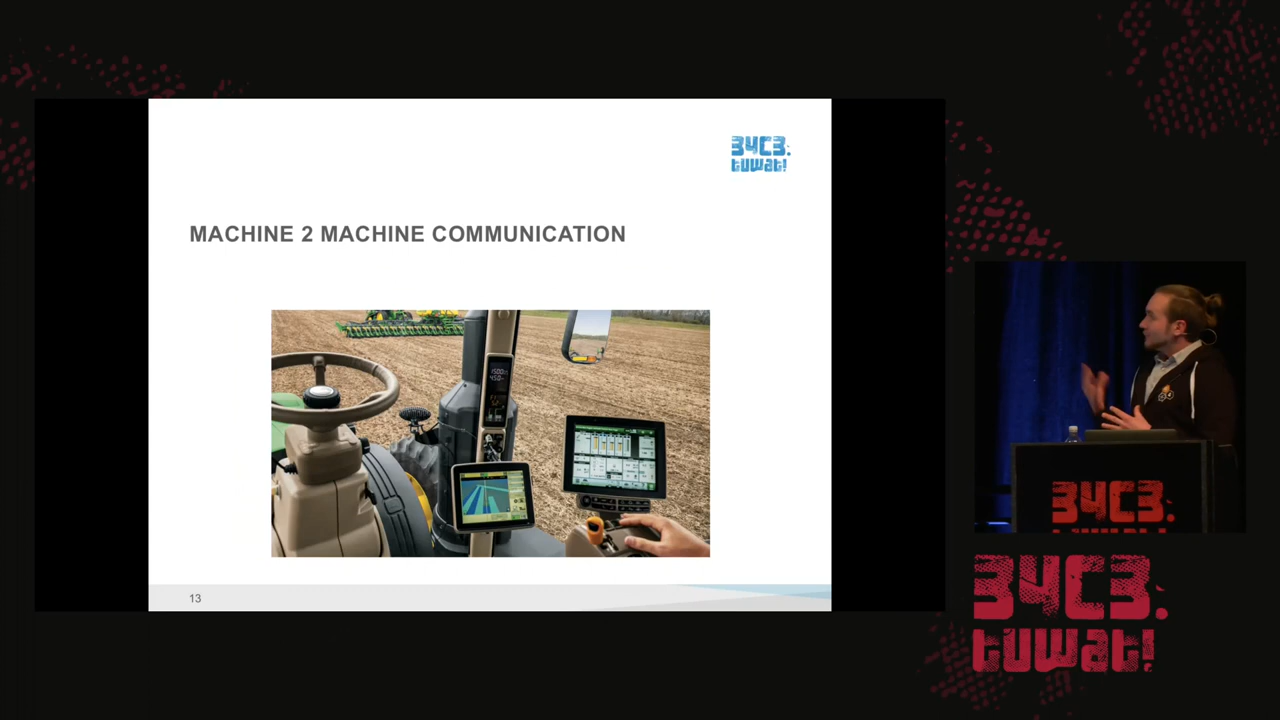 34C3.
tuwat!
MACHINE 2 MACHINE COMMUNICATION
13
34C3.
34C3.
tuwat!